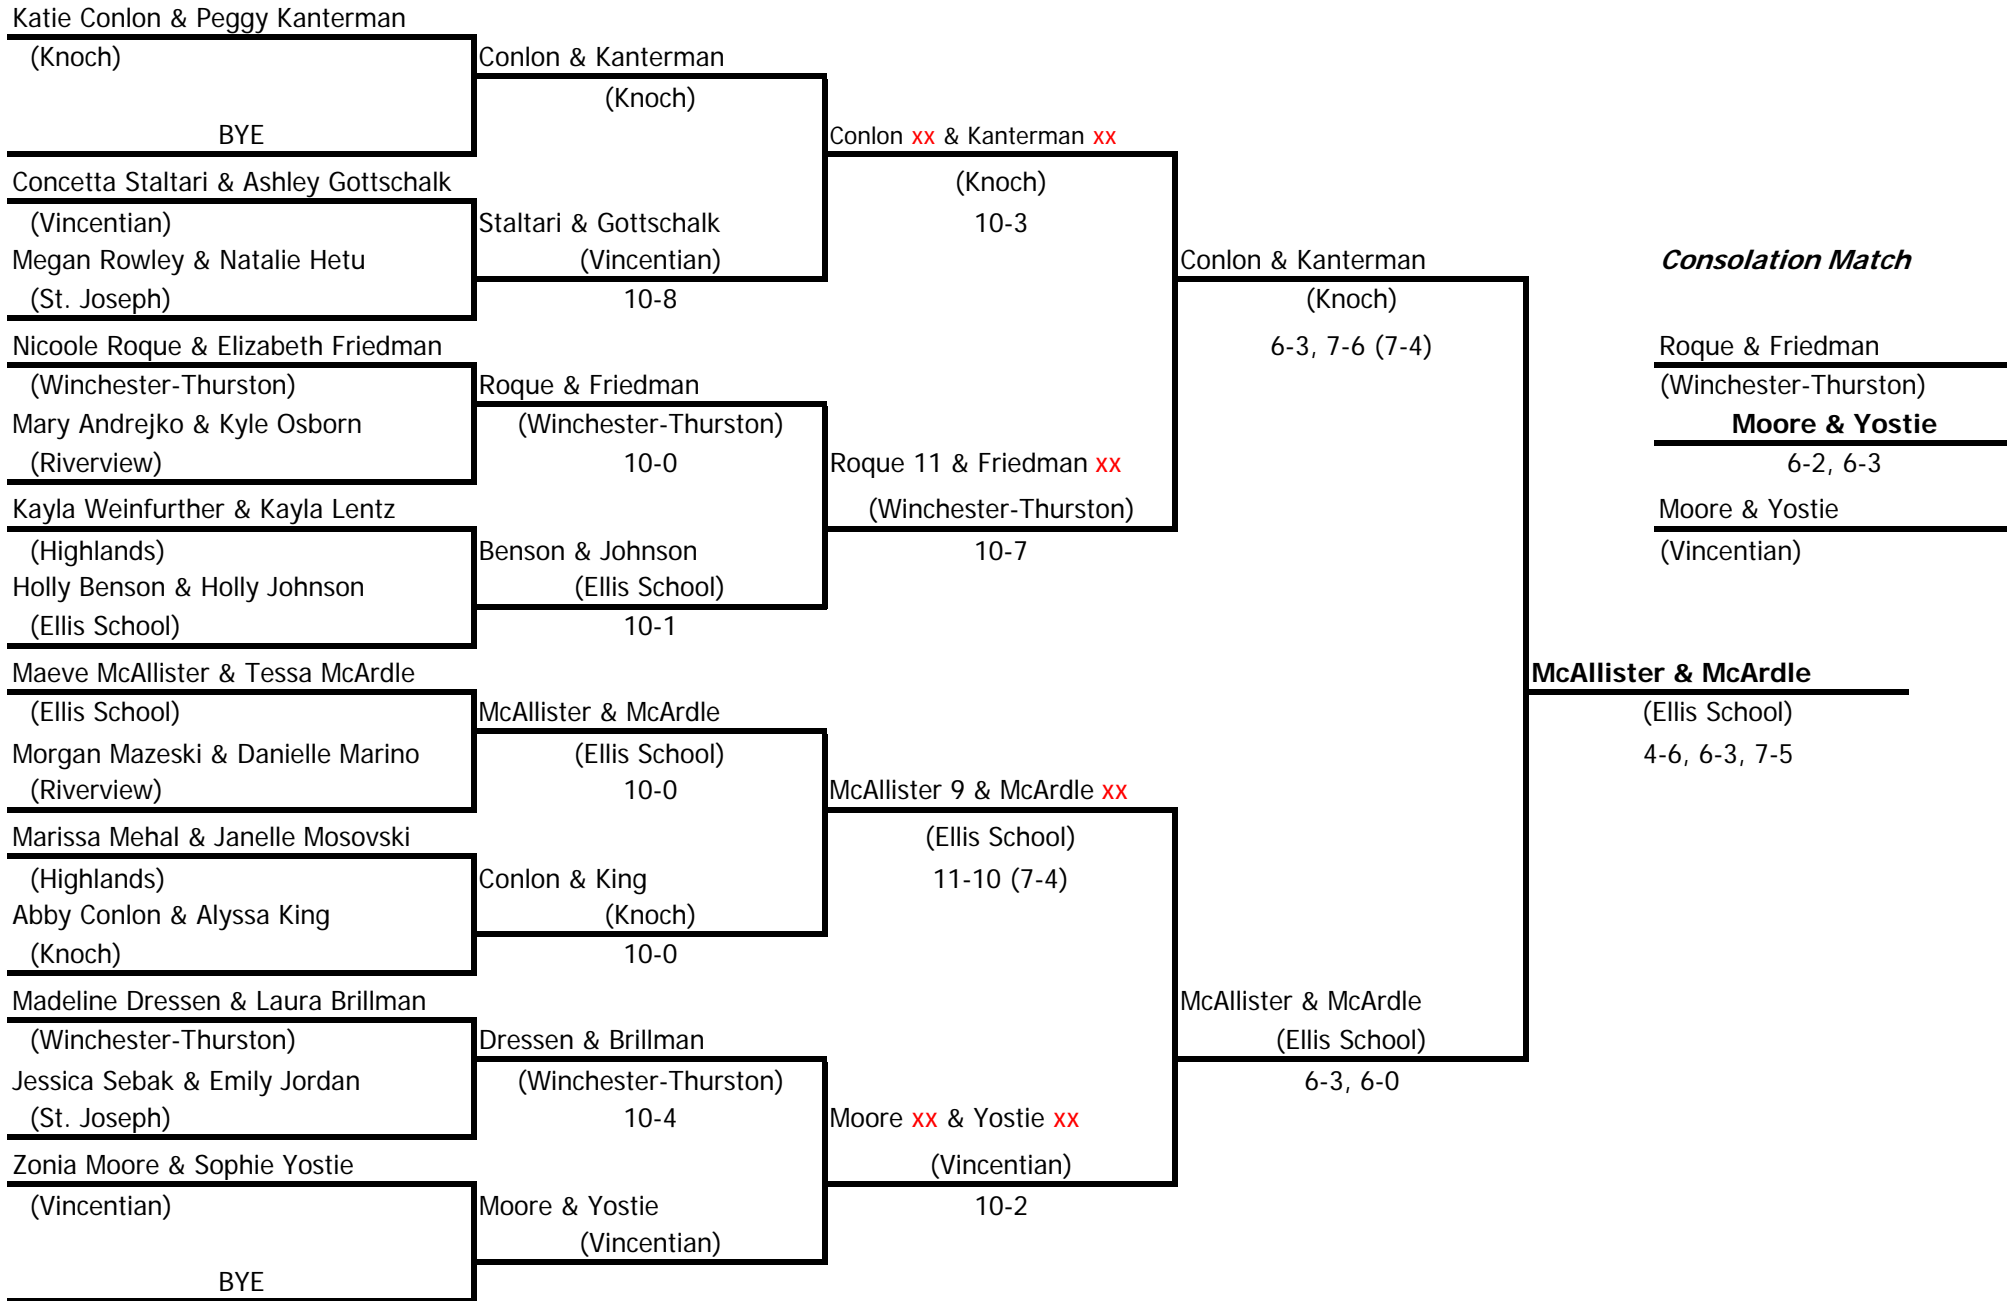 Katie Conlon & Peggy Kanterman
(Knoch)
BYE
Concetta Staltari & Ashley Gottschalk
(Vincentian)
Megan Rowley & Natalie Hetu
(St. Joseph)
Nicoole Roque & Elizabeth Friedman
(Winchester-Thurston)
Mary Andrejko & Kyle Osborn
(Riverview)
Kayla Weinfurther & Kayla Lentz
(Highlands)
Holly Benson & Holly Johnson
(Ellis School)
Maeve McAllister & Tessa McArdle
(Ellis School)
Morgan Mazeski & Danielle Marino
(Riverview)
Marissa Mehal & Janelle Mosovski
(Highlands)
Abby Conlon & Alyssa King
(Knoch)
Madeline Dressen & Laura Brillman
(Winchester-Thurston)
Jessica Sebak & Emily Jordan
(St. Joseph)
Zonia Moore & Sophie Yostie
(Vincentian)
BYE
Conlon & Kanterman
(Knoch)
Staltari & Gottschalk
(Vincentian)
10-8
Roque & Friedman
(Winchester-Thurston)
10-0
Benson & Johnson
(Ellis School)
10-1
McAllister & McArdle
(Ellis School)
10-0
Conlon & King
(Knoch)
10-0
Dressen & Brillman
(Winchester-Thurston)
10-4
Moore & Yostie
(Vincentian)
Conlon xx & Kanterman xx
(Knoch)
10-3
Roque 11 & Friedman xx
(Winchester-Thurston)
10-7
McAllister 9 & McArdle xx
(Ellis School)
11-10 (7-4)
Moore xx & Yostie xx
(Vincentian)
10-2
Conlon & Kanterman
(Knoch)
6-3, 7-6 (7-4)
McAllister & McArdle
(Ellis School)
6-3, 6-0
McAllister & McArdle
(Ellis School)
4-6, 6-3, 7-5
Consolation Match
Roque & Friedman
(Winchester-Thurston)
Moore & Yostie
6-2, 6-3
Moore & Yostie
(Vincentian)